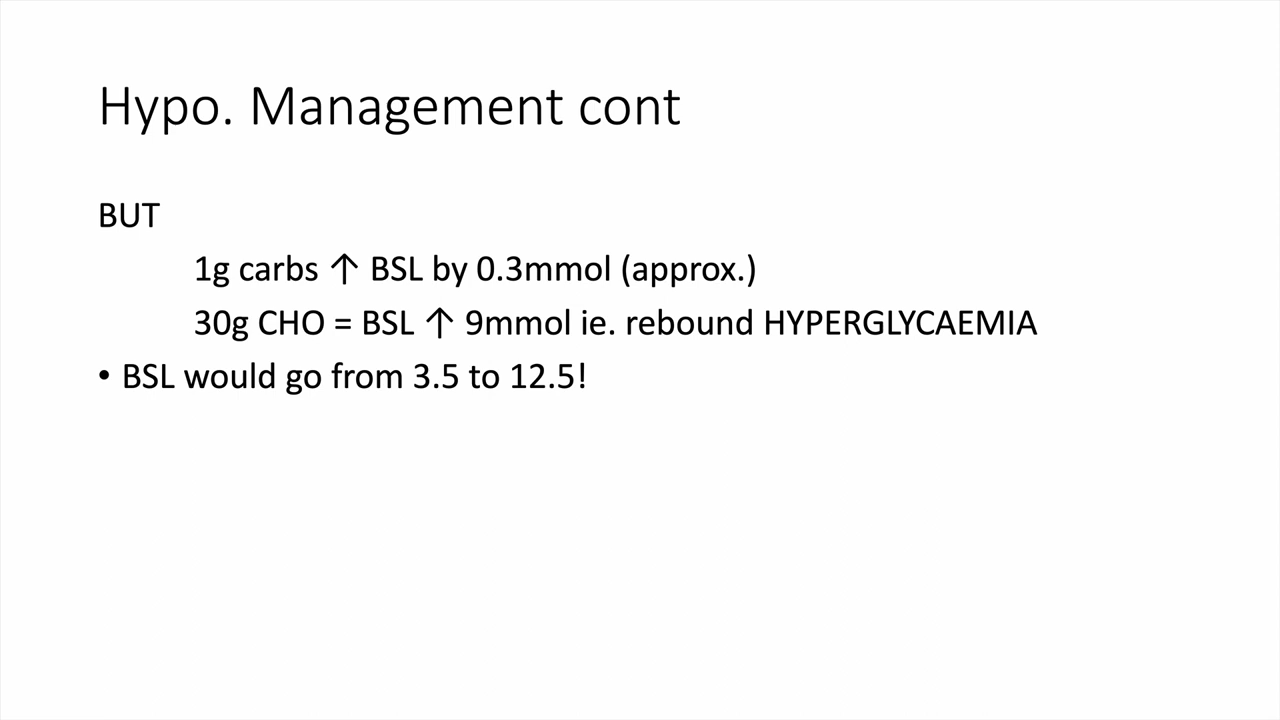 Hypo. Management cont
BUT
1g carbs ↑ BSL by 0.3mmol (approx.)
30g CHO = BSL ↑ 9mmol ie. rebound HYPERGLYCAEMIA
• BSL would go from 3.5 to 12.5!